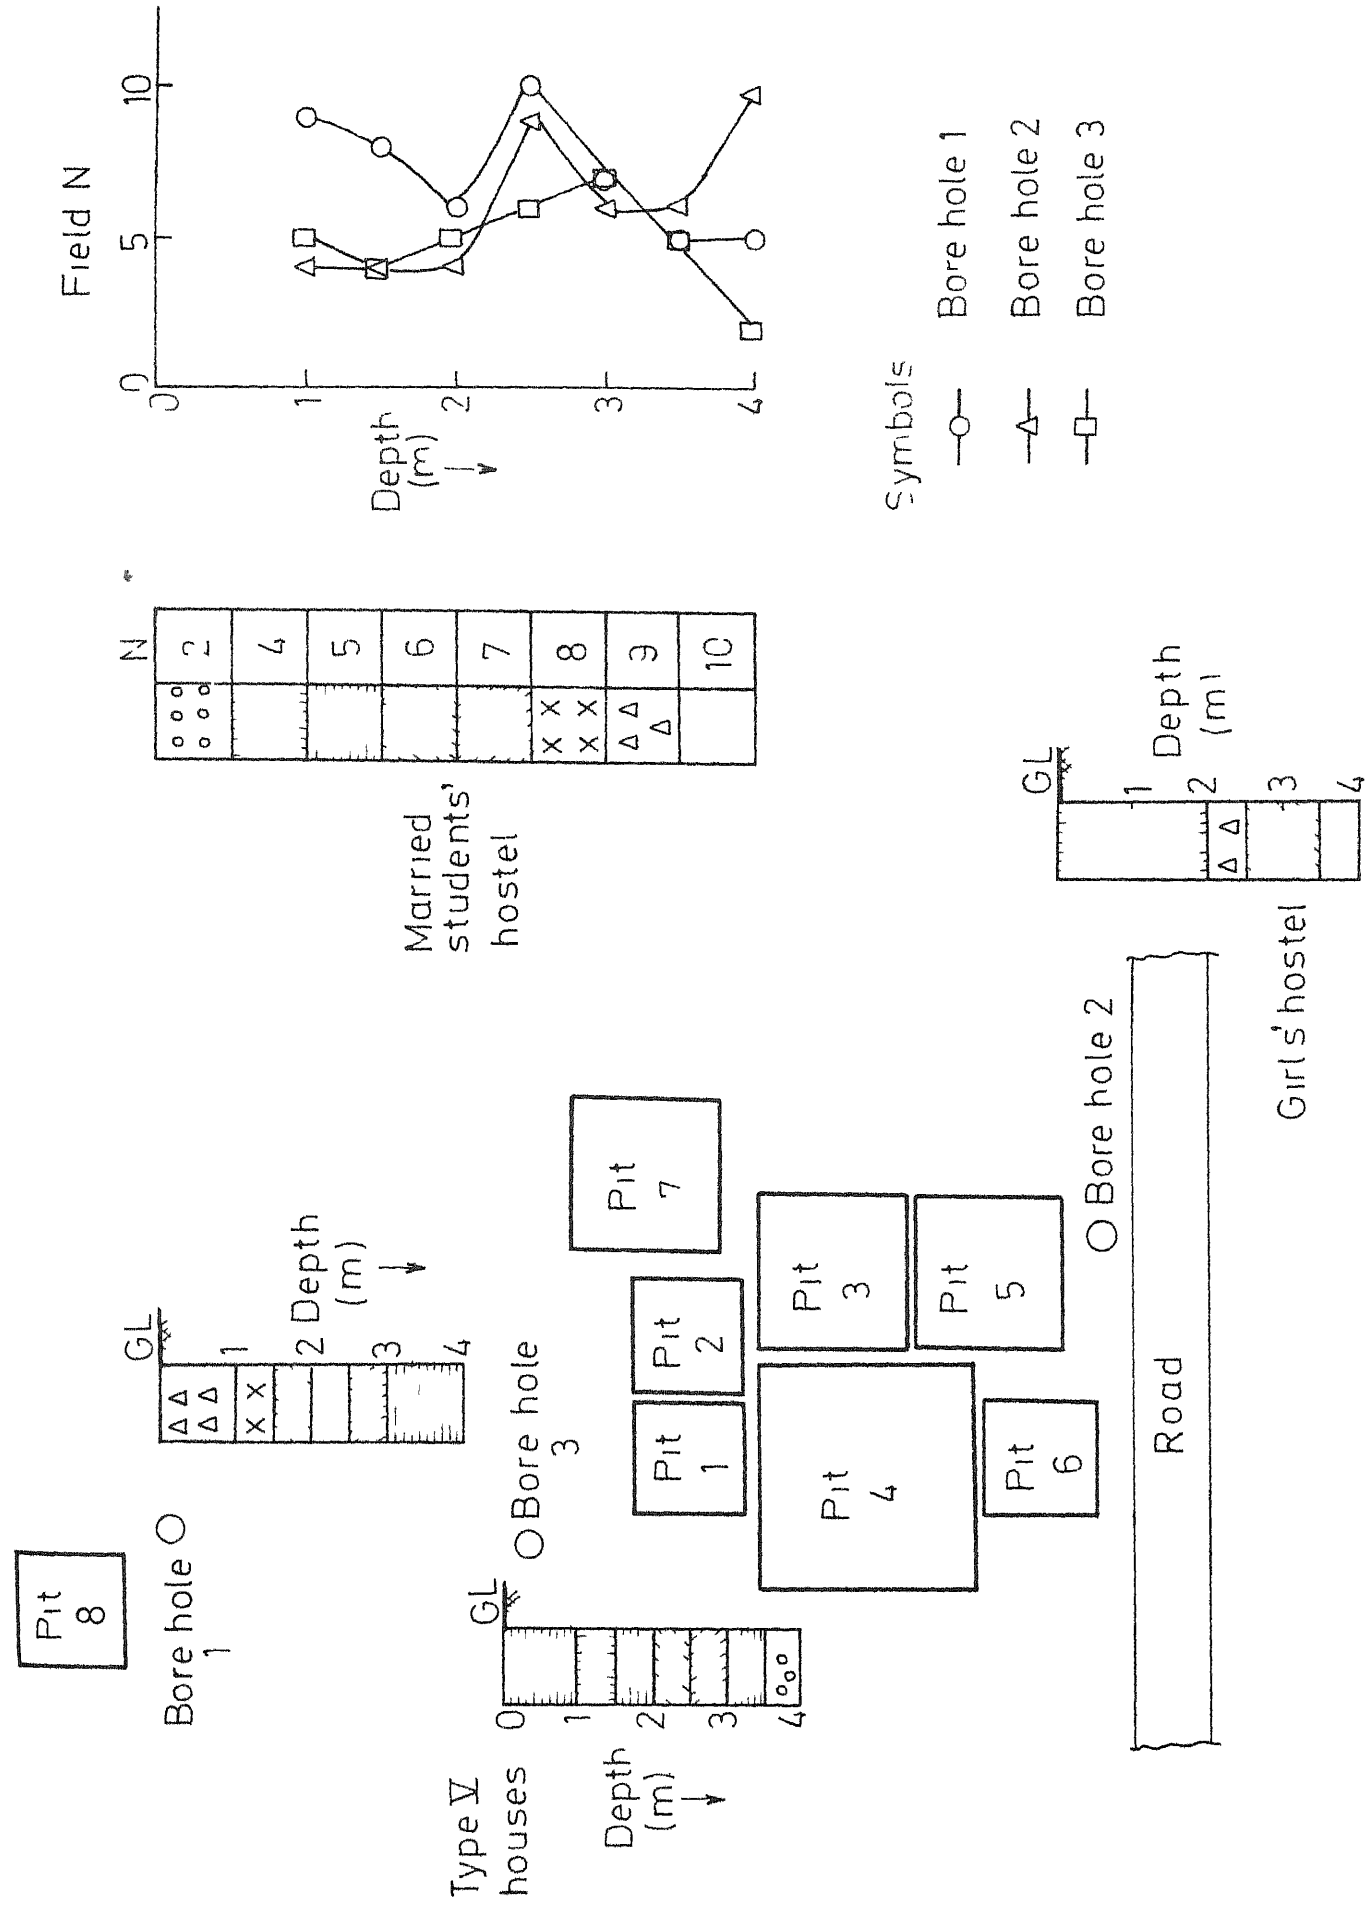 Pit
8
Bore hole
1
GL
1
2
3
4
Depth
(m)
Type V
houses
GL
0
1
2
3
4
Depth
(m)
Bore hole
3
Pit
1
Pit
2
Pit
7
Pit
4
Pit
3
Pit
6
Pit
5
Bore hole 2
Road
Girls' hostel
GL
1
2
3
4
Depth
(m)
Married
students'
hostel
N
2
4
5
6
7
8
9
10
Field N
0
5
10
0
1
2
3
4
Depth
(m)
Symbols
Bore hole 1
Bore hole 2
Bore hole 3